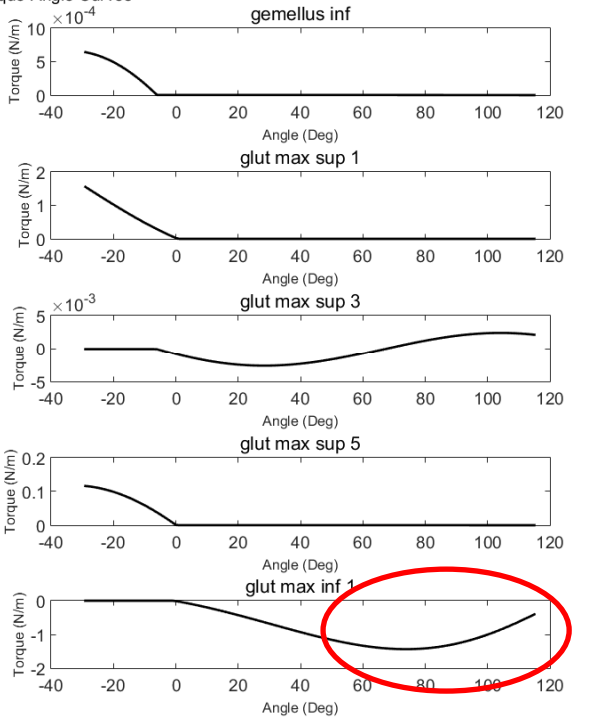 ×10-4
gemellus inf
Torque (N/m)
10
5
0
-40 -20 0 20 40 60 80 100 120
Angle (Deg)
glut max sup 1
Torque (N/m)
2
1
0
-40 -20 0 20 40 60 80 100 120
Angle (Deg)
×10-3
glut max sup 3
Torque (N/m)
5
0
-5
-40 -20 0 20 40 60 80 100 120
Angle (Deg)
glut max sup 5
Torque (N/m)
0.2
0.1
0
-40 -20 0 20 40 60 80 100 120
Angle (Deg)
glut max inf 1
Torque (N/m)
0
-1
-2
-40 -20 0 20 40 60 80 100 120
Angle (Deg)